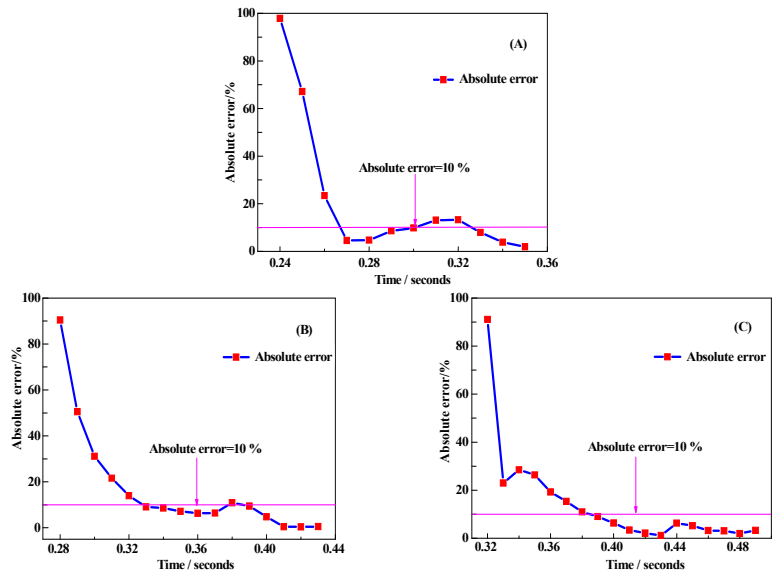 100
(A)
80
Absolute error
60
40
Absolute error=10 %
20
0
0.24 0.28 0.32 0.36
Absolute error/%
Time / seconds
100
(B)
80
Absolute error
60
40
Absolute error=10 %
20
0
0.28 0.32 0.36 0.40 0.44
Absolute error/%
Time / seconds
100
(C)
80
Absolute error
60
40
Absolute error=10 %
20
0
0.32 0.36 0.40 0.44 0.48
Absolute error/%
Time / seconds